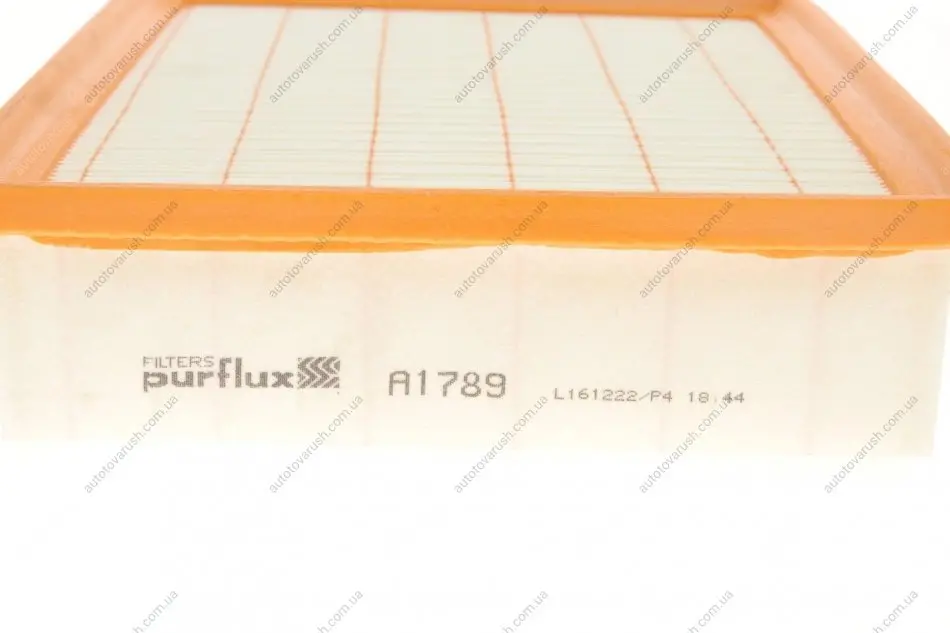 FILTERS
purflux
A1789
L161222/P4 18:44
autotovarush.com.ua